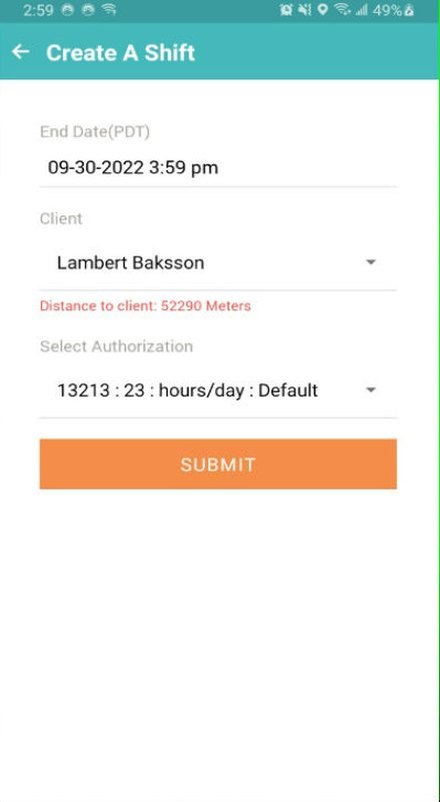 2:59 49%
Create A Shift
End Date(PDT)
09-30-2022 3:59 pm
Client
Lambert Baksson
Distance to client: 52290 Meters
Select Authorization
13213 : 23 : hours/day : Default
SUBMIT